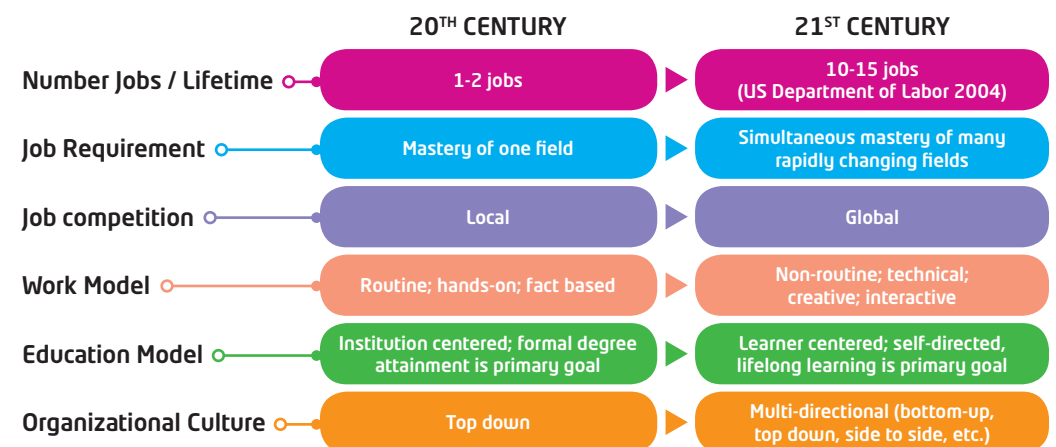 20TH CENTURY
21ST CENTURY
Number Jobs / Lifetime
1-2 jobs
10-15 jobs
(US Department of Labor 2004)
Job Requirement
Mastery of one field
Simultaneous mastery of many
rapidly changing fields
Job competition
Local
Global
Work Model
Routine; hands-on; fact based
Non-routine; technical;
creative; interactive
Education Model
Institution centered; formal degree
attainment is primary goal
Learner centered; self-directed,
lifelong learning is primary goal
Organizational Culture
Top down
Multi-directional (bottom-up,
top down, side to side, etc.)